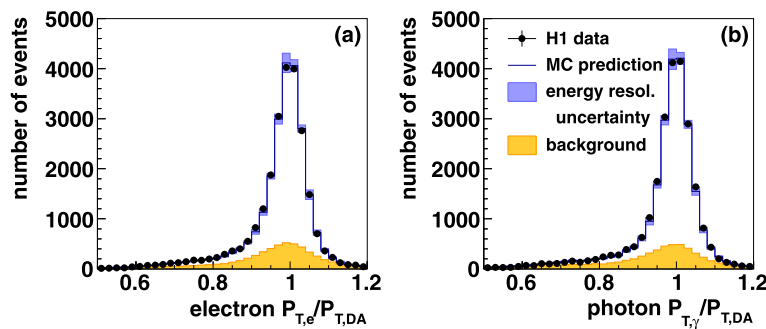 number of events
5000
4000
3000
2000
1000
0
0.6
0.8
1
1.2
electron P_T,e/P_T,DA
(a)
number of events
5000
4000
3000
2000
1000
0
0.6
0.8
1
1.2
photon P_T,γ/P_T,DA
(b)
H1 data
MC prediction
energy resol.
uncertainty
background